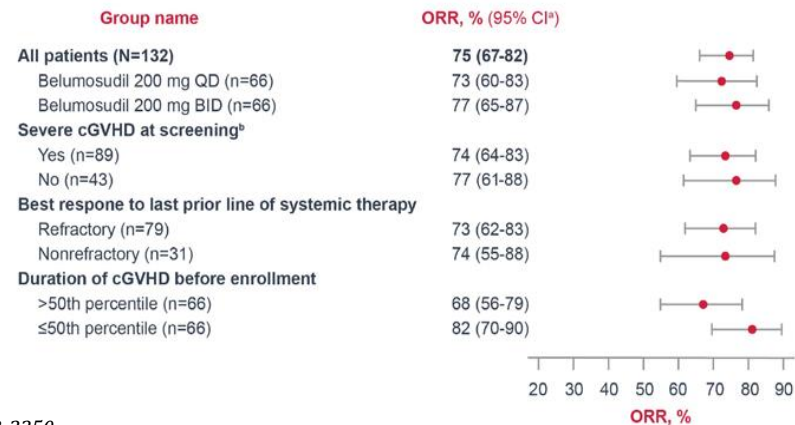 Group name ORR, % (95% CIᵃ)
All patients (N=132) 75 (67-82)
Belumosudil 200 mg QD (n=66) 73 (60-83)
Belumosudil 200 mg BID (n=66) 77 (65-87)
Severe cGVHD at screeningᵇ
Yes (n=89) 74 (64-83)
No (n=43) 77 (61-88)
Best respone to last prior line of systemic therapy
Refractory (n=79) 73 (62-83)
Nonrefractory (n=31) 74 (55-88)
Duration of cGVHD before enrollment
>50th percentile (n=66) 68 (56-79)
≤50th percentile (n=66) 82 (70-90)
20 30 40 50 60 70 80 90
ORR, %